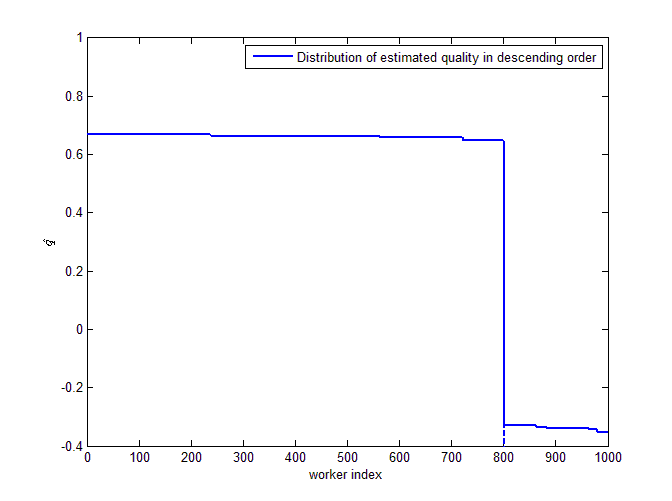 Distribution of estimated quality in descending order
1
0.8
0.6
0.4
0.2
0
-0.2
-0.4
0 100 200 300 400 500 600 700 800 900 1000
worker index